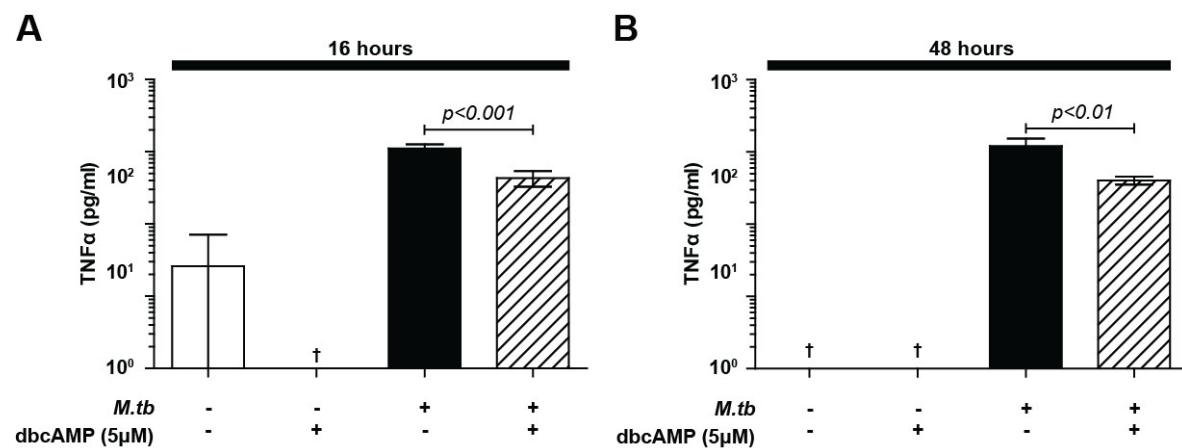 A
16 hours
TNFα (pg/ml)
10³
10²
10¹
10⁰
p<0.001
†
M.tb - - + +
dbcAMP (5µM) - + - +
B
48 hours
TNFα (pg/ml)
10³
10²
10¹
10⁰
p<0.01
† †
M.tb - - + +
dbcAMP (5µM) - + - +